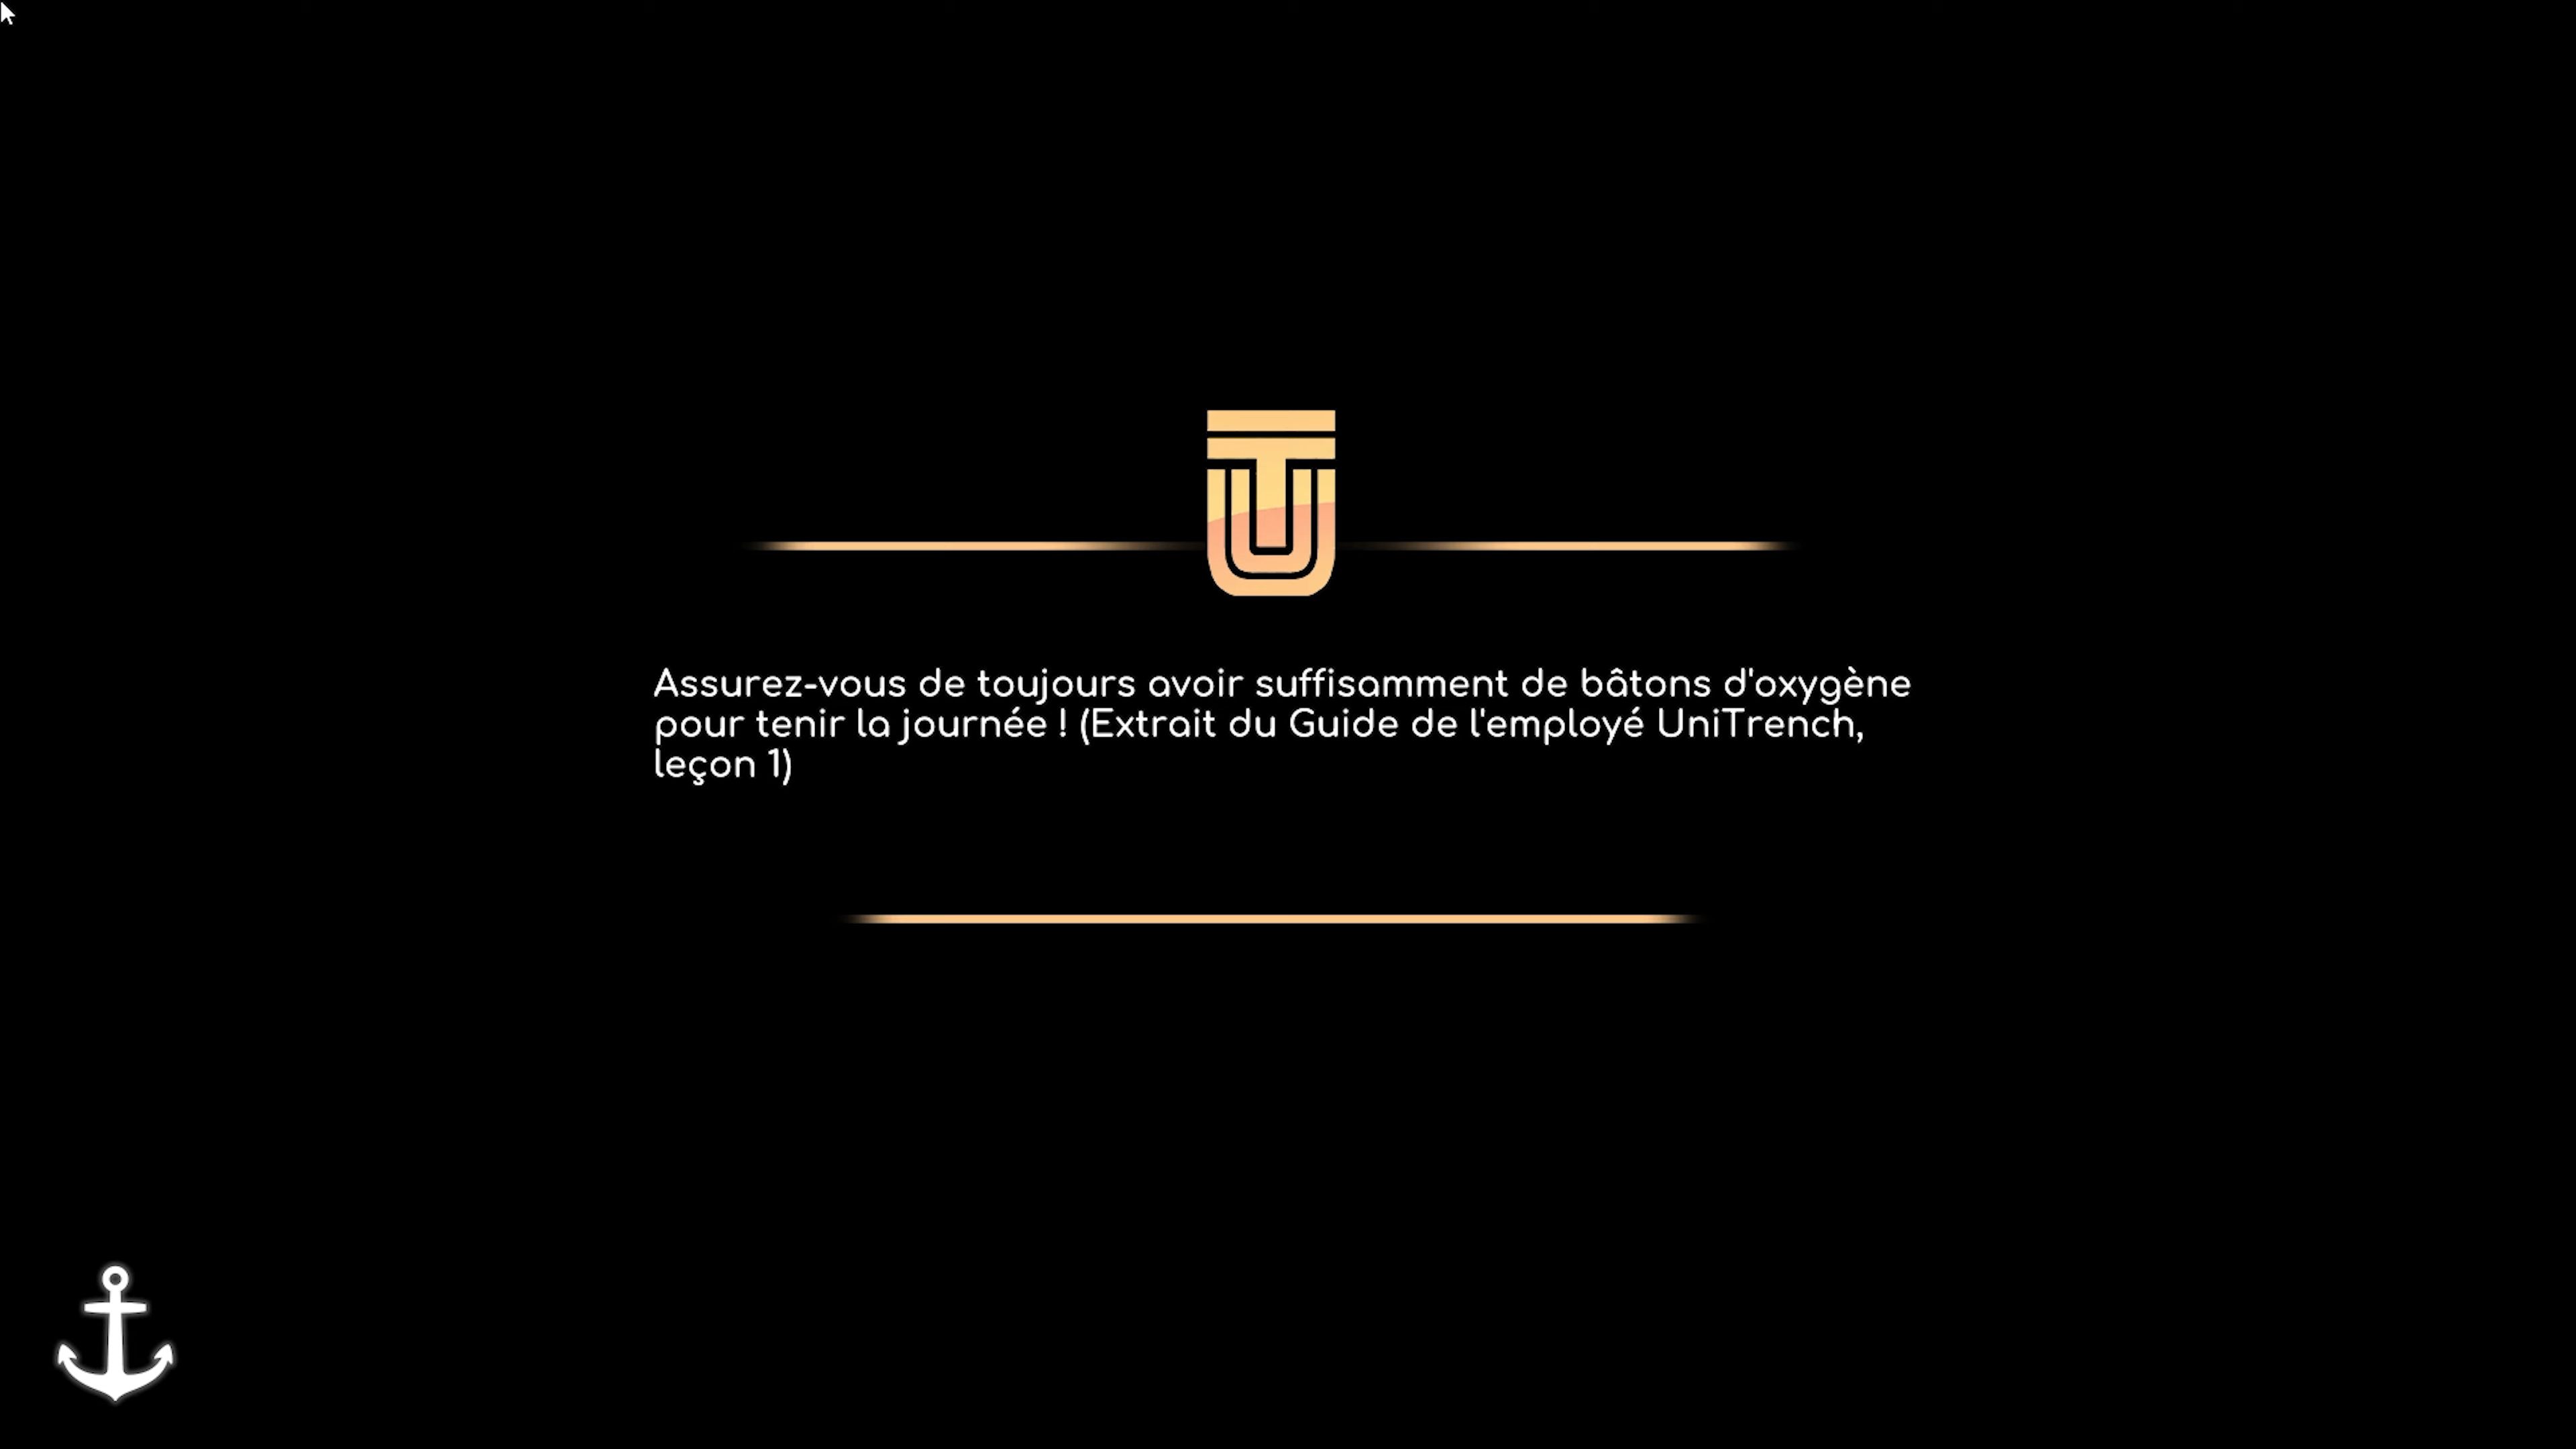 Assurez-vous de toujours avoir suffisamment de bâtons d'oxygène
pour tenir la journée ! (Extrait du Guide de l'employé UniTrench,
leçon 1)